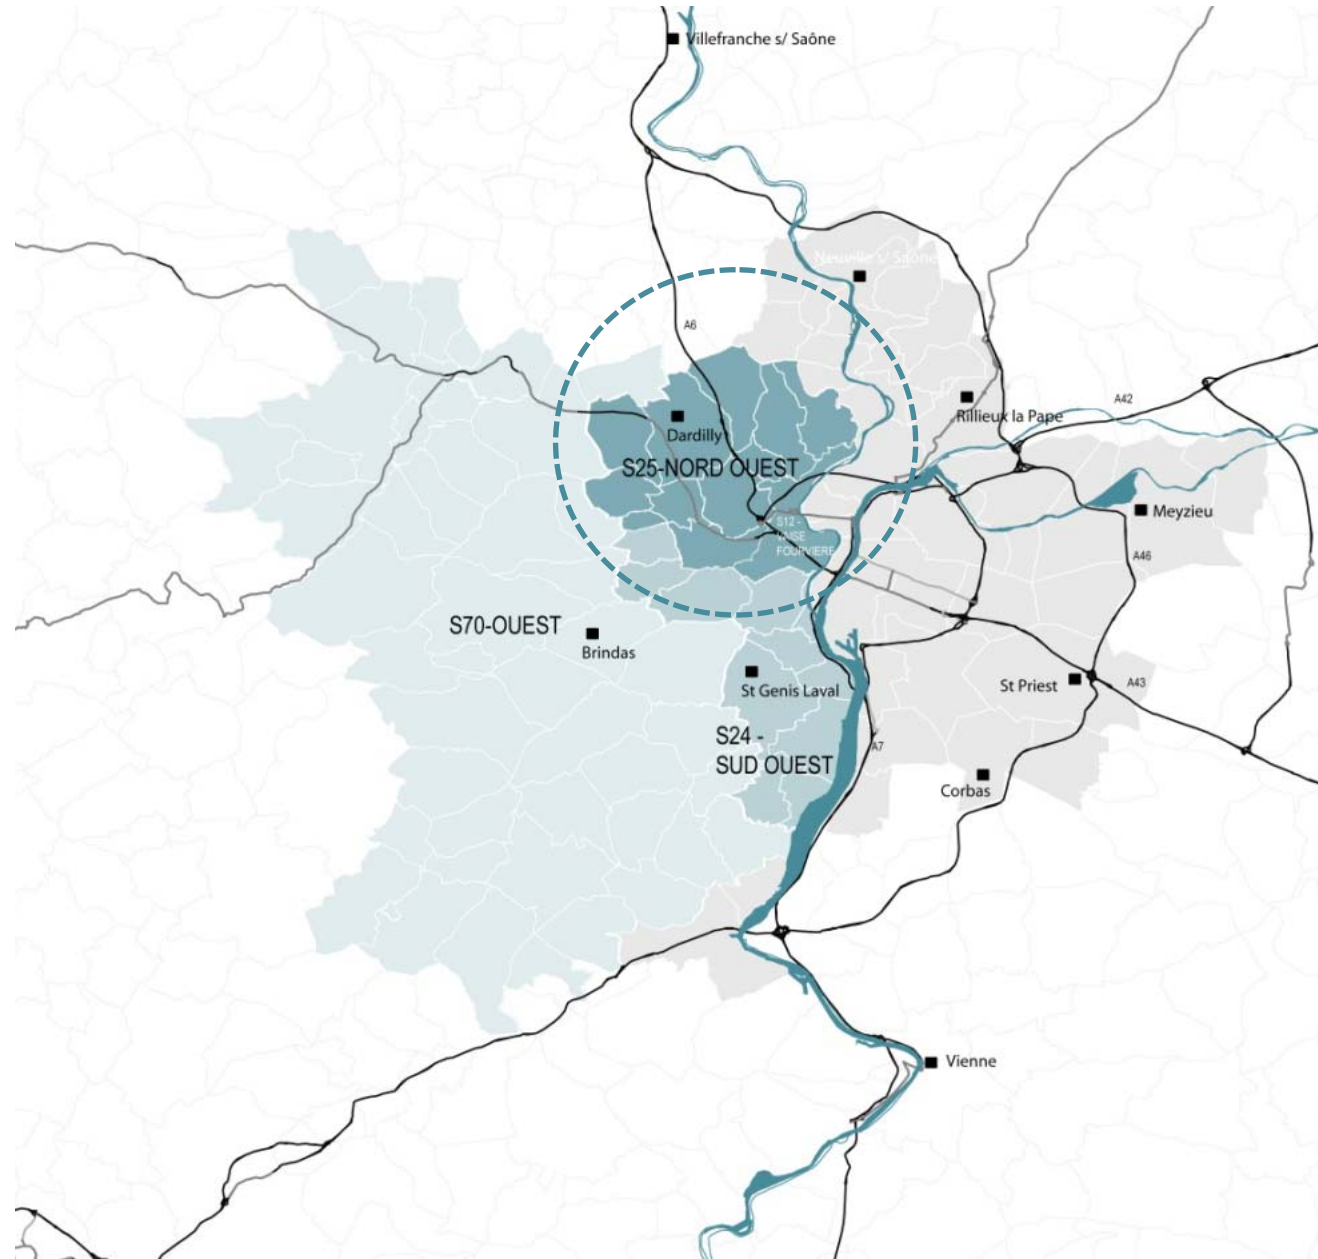 Villefranche s/ Saône
Neuville s/ Saône
A6
A42
Rillieux la Pape
Dardilly
S25-NORD OUEST
Meyzieu
S12 -
VAISE
FOURVIERE
A46
S70-OUEST
Brindas
St Genis Laval
St Priest
A43
S24 -
SUD OUEST
A7
Corbas
Vienne